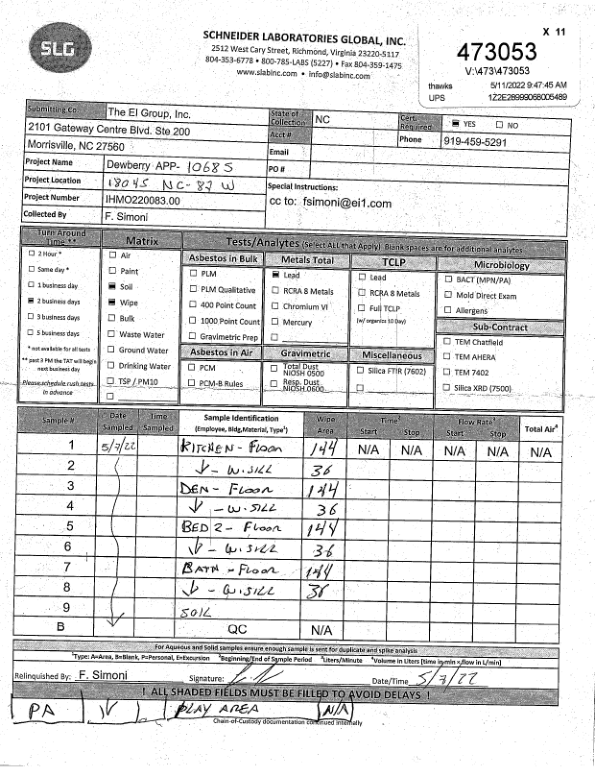 SLG
SCHNEIDER LABORATORIES GLOBAL, INC.
2512 West Cary Street, Richmond, Virginia 23220-5117
804-353-6778 • 800-785-LABS (5227) • Fax 804-359-1475
www.slabinc.com • info@slabinc.com
X 11
473053
V:\473\473053
thawks 5/11/2022 9:47:45 AM
UPS 1Z2E28999068005489
Submitting Co. The EI Group, Inc.
2101 Gateway Centre Blvd. Ste 200
Morrisville, NC 27560
State of Collection NC
Cert. Required YES NO
Acct #
Phone 919-459-5291
Email
Project Name Dewberry APP-10685
PO #
Project Location 18045 NC-87 W
Special Instructions:
Project Number IHMO220083.00
cc to: fsimoni@ei1.com
Collected By F. Simoni
Turn Around Time **
2 Hour *
Same day *
1 business day
2 business days
3 business days
5 business days
* not available for all tests
** past 3 PM the TAT will begin next business day
Please schedule rush tests in advance
Matrix
Air
Paint
Soil
Wipe
Bulk
Waste Water
Ground Water
Drinking Water
TSP / PM10
Tests/Analytes (Select ALL that Apply) Blank spares are for additional analytes
Asbestos in Bulk
PLM
PLM Qualitative
400 Point Count
1000 Point Count
Gravimetric Prep
Asbestos in Air
PCM
PCM-B Rules
Metals Total
Lead
RCRA 8 Metals
Chromium VI
Mercury
Gravimetric
Total Dust NIOSH 0500
Resp. Dust NIOSH 0600
TCLP
Lead
RCRA 8 Metals
Full TCLP
(w/ organics 10 Day)
Miscellaneous
Silica FTIR (7602)
Microbiology
BACT (MPN/PA)
Mold Direct Exam
Allergens
Sub-Contract
TEM Chatfield
TEM AHERA
TEM 7402
Silica XRD (7500)
Sample # Date Sampled Time Sampled Sample Identification (Employee, Bldg,Material, Type¹) Wipe Area Time² Start Stop Flow Rate³ Start Stop Total Air⁴
1 5/7/22 KITCHEN - FLOOR 144 N/A N/A N/A N/A N/A
2 ↓ - W.SILL 36
3 DEN - FLOOR 144
4 ↓ - W.SILL 36
5 BED 2 - FLOOR 144
6 ↓ - W.SILL 36
7 BATH - FLOOR 144
8 ↓ - W.SILL 36
9 SOIL
B QC N/A
For Aqueous and Solid samples ensure enough sample is sent for duplicate and spike analysis
¹Type: A=Area, B=Blank, P=Personal, E=Excursion ²Beginning/End of Sample Period ³Liters/Minute ⁴Volume in Liters [time in min × flow in L/min]
Relinquished By: F. Simoni Signature: Date/Time 5/7/22
! ALL SHADED FIELDS MUST BE FILLED TO AVOID DELAYS !
PA ↓ PLAY AREA N/A
Chain-of-Custody documentation continued internally